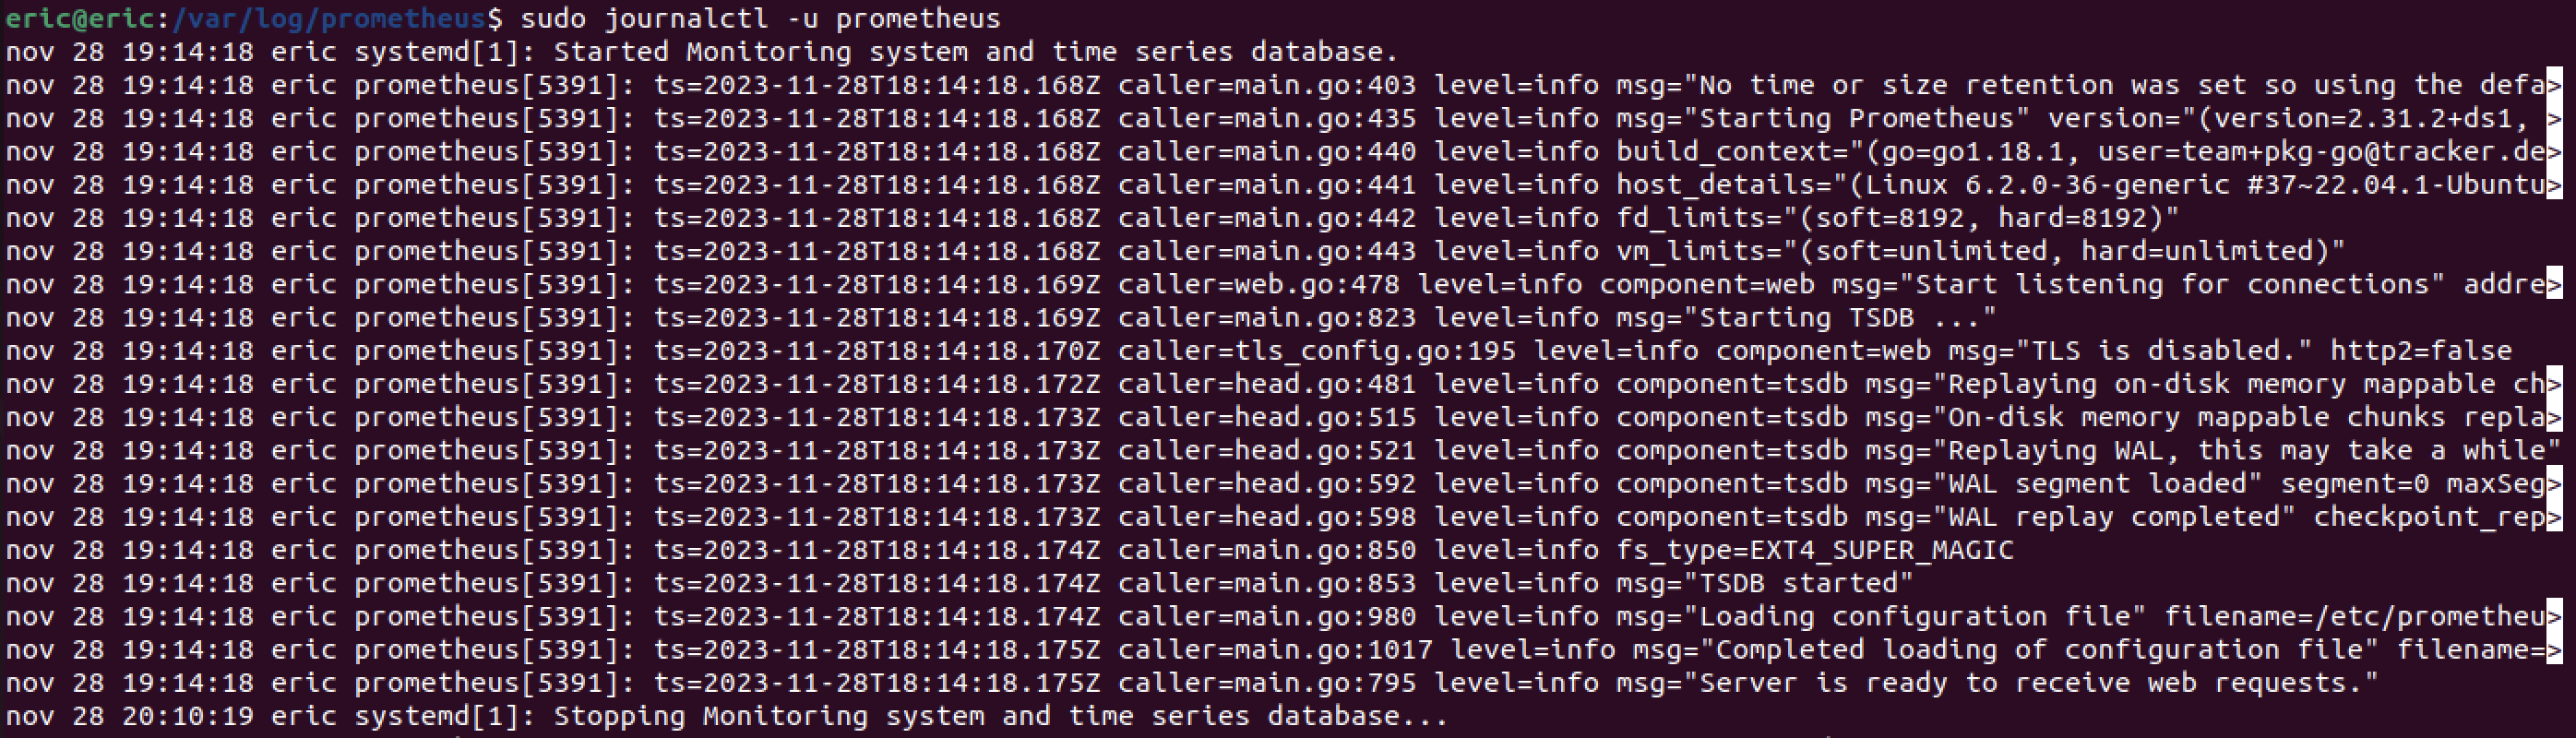 eric@eric:/var/log/prometheus$ sudo journalctl -u prometheus
nov 28 19:14:18 eric systemd[1]: Started Monitoring system and time series database.
nov 28 19:14:18 eric prometheus[5391]: ts=2023-11-28T18:14:18.168Z caller=main.go:403 level=info msg="No time or size retention was set so using the defa>
nov 28 19:14:18 eric prometheus[5391]: ts=2023-11-28T18:14:18.168Z caller=main.go:435 level=info msg="Starting Prometheus" version="(version=2.31.2+ds1, >
nov 28 19:14:18 eric prometheus[5391]: ts=2023-11-28T18:14:18.168Z caller=main.go:440 level=info build_context="(go=go1.18.1, user=team+pkg-go@tracker.de>
nov 28 19:14:18 eric prometheus[5391]: ts=2023-11-28T18:14:18.168Z caller=main.go:441 level=info host_details="(Linux 6.2.0-36-generic #37~22.04.1-Ubuntu>
nov 28 19:14:18 eric prometheus[5391]: ts=2023-11-28T18:14:18.168Z caller=main.go:442 level=info fd_limits="(soft=8192, hard=8192)"
nov 28 19:14:18 eric prometheus[5391]: ts=2023-11-28T18:14:18.168Z caller=main.go:443 level=info vm_limits="(soft=unlimited, hard=unlimited)"
nov 28 19:14:18 eric prometheus[5391]: ts=2023-11-28T18:14:18.169Z caller=web.go:478 level=info component=web msg="Start listening for connections" addre>
nov 28 19:14:18 eric prometheus[5391]: ts=2023-11-28T18:14:18.169Z caller=main.go:823 level=info msg="Starting TSDB ..."
nov 28 19:14:18 eric prometheus[5391]: ts=2023-11-28T18:14:18.170Z caller=tls_config.go:195 level=info component=web msg="TLS is disabled." http2=false
nov 28 19:14:18 eric prometheus[5391]: ts=2023-11-28T18:14:18.172Z caller=head.go:481 level=info component=tsdb msg="Replaying on-disk memory mappable ch>
nov 28 19:14:18 eric prometheus[5391]: ts=2023-11-28T18:14:18.173Z caller=head.go:515 level=info component=tsdb msg="On-disk memory mappable chunks repla>
nov 28 19:14:18 eric prometheus[5391]: ts=2023-11-28T18:14:18.173Z caller=head.go:521 level=info component=tsdb msg="Replaying WAL, this may take a while"
nov 28 19:14:18 eric prometheus[5391]: ts=2023-11-28T18:14:18.173Z caller=head.go:592 level=info component=tsdb msg="WAL segment loaded" segment=0 maxSeg>
nov 28 19:14:18 eric prometheus[5391]: ts=2023-11-28T18:14:18.173Z caller=head.go:598 level=info component=tsdb msg="WAL replay completed" checkpoint_rep>
nov 28 19:14:18 eric prometheus[5391]: ts=2023-11-28T18:14:18.174Z caller=main.go:850 level=info fs_type=EXT4_SUPER_MAGIC
nov 28 19:14:18 eric prometheus[5391]: ts=2023-11-28T18:14:18.174Z caller=main.go:853 level=info msg="TSDB started"
nov 28 19:14:18 eric prometheus[5391]: ts=2023-11-28T18:14:18.174Z caller=main.go:980 level=info msg="Loading configuration file" filename=/etc/prometheu>
nov 28 19:14:18 eric prometheus[5391]: ts=2023-11-28T18:14:18.175Z caller=main.go:1017 level=info msg="Completed loading of configuration file" filename=>
nov 28 19:14:18 eric prometheus[5391]: ts=2023-11-28T18:14:18.175Z caller=main.go:795 level=info msg="Server is ready to receive web requests."
nov 28 20:10:19 eric systemd[1]: Stopping Monitoring system and time series database...